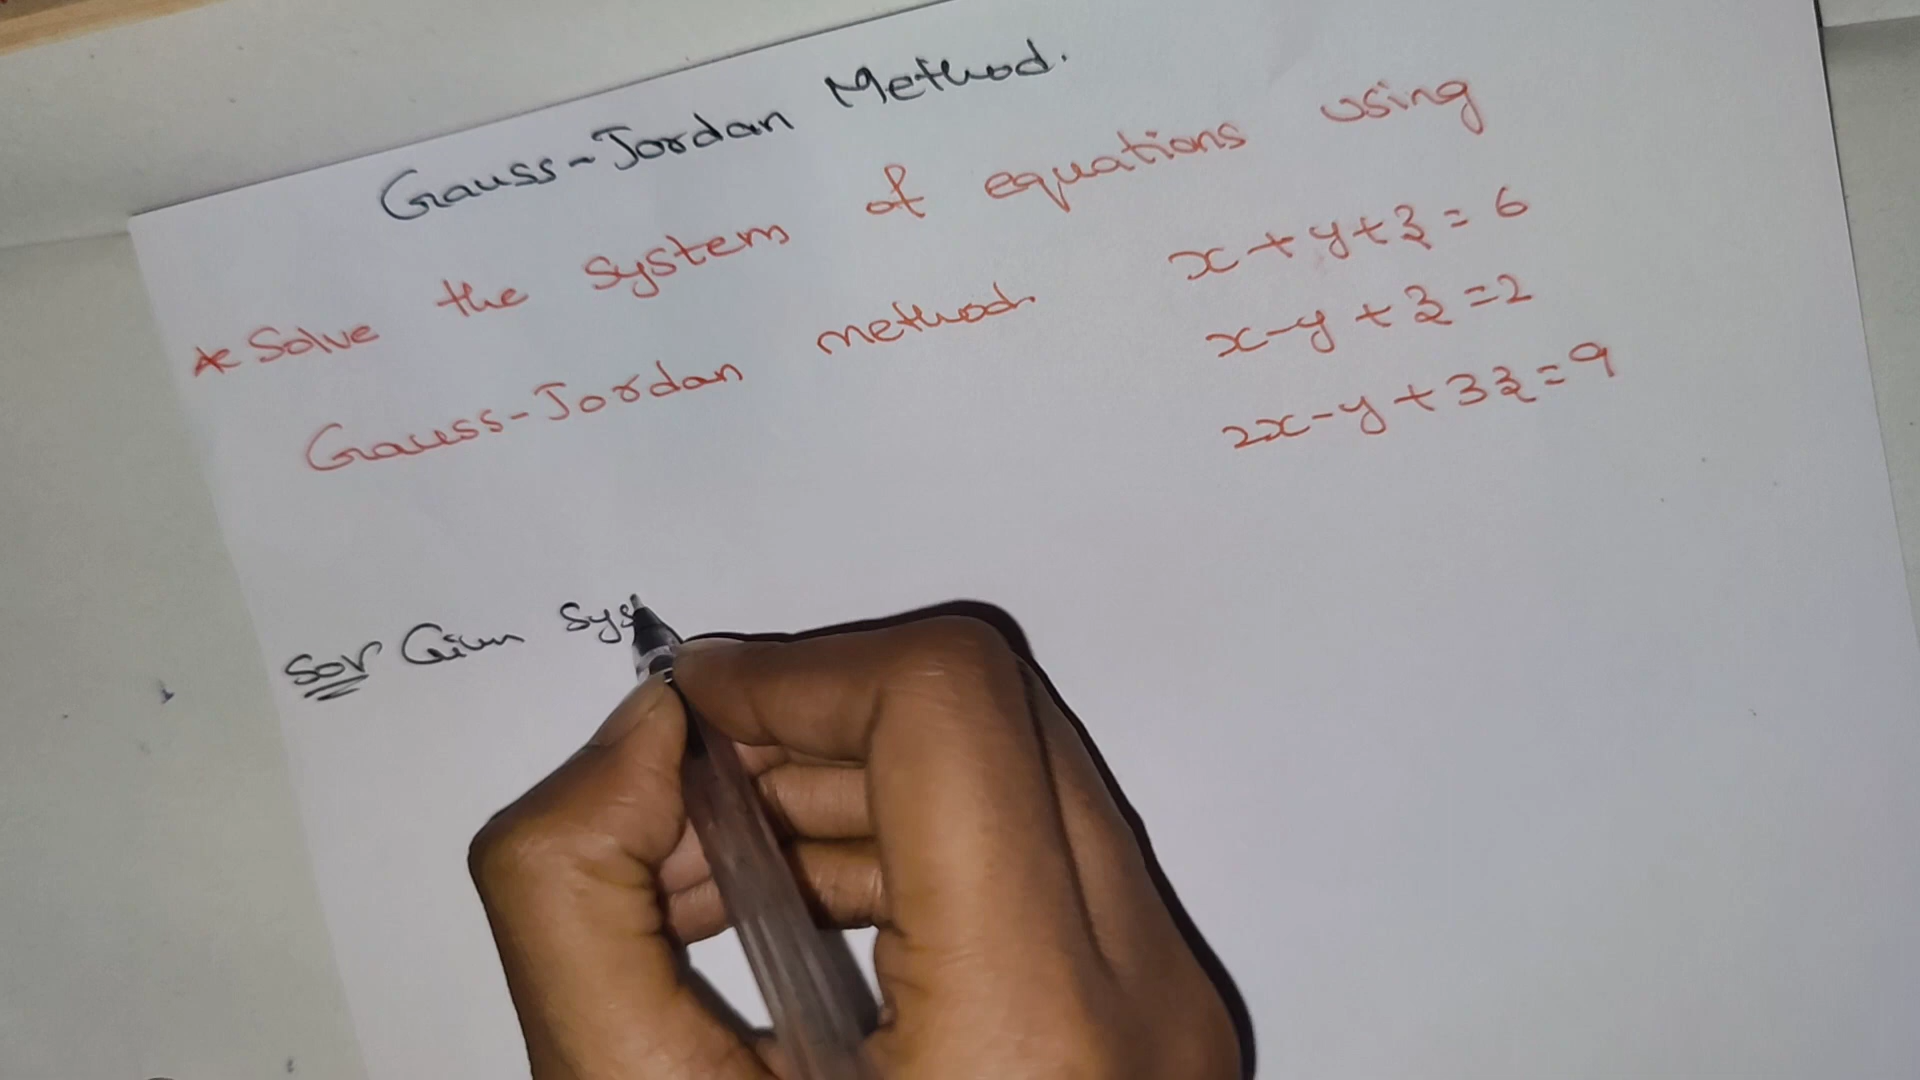 Gauss-Jordan Method.
* Solve the system of equations using
Gauss-Jordan method.
x+y+z=6
x-y+z=2
2x-y+3z=9
Sol Given Sys